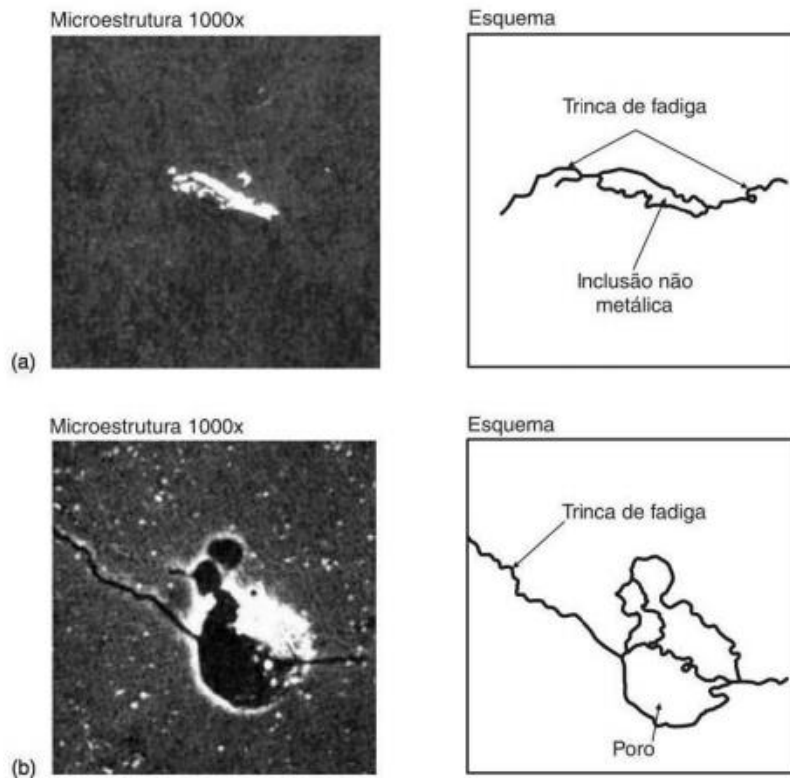 Microestrutura 1000x
Esquema
Trinca de fadiga
Inclusão não
metálica
(a)
Microestrutura 1000x
Esquema
Trinca de fadiga
Poro
(b)